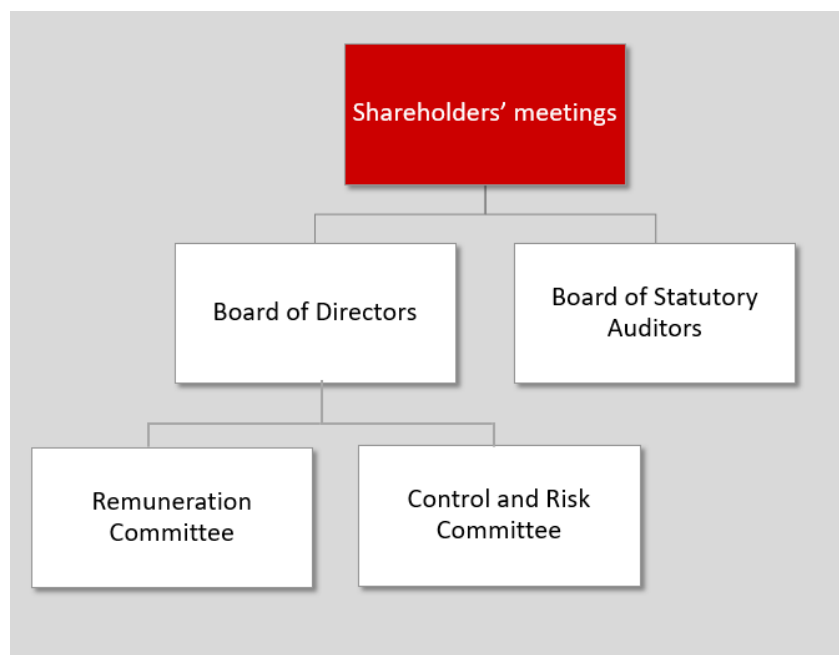 Shareholders’ meetings
Board of Directors
Board of Statutory
Auditors
Remuneration
Committee
Control and Risk
Committee